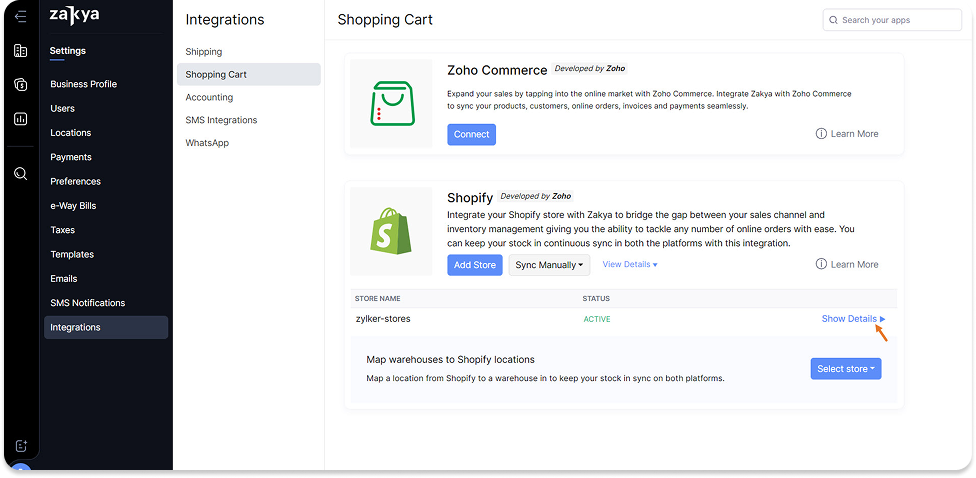 zakya
Settings
Business Profile
Users
Locations
Payments
Preferences
e-Way Bills
Taxes
Templates
Emails
SMS Notifications
Integrations
Integrations
Shipping
Shopping Cart
Accounting
SMS Integrations
WhatsApp
Shopping Cart
Search your apps
Zoho Commerce Developed by Zoho
Expand your sales by tapping into the online market with Zoho Commerce. Integrate Zakya with Zoho Commerce
to sync your products, customers, online orders, invoices and payments seamlessly.
Connect
Learn More
Shopify Developed by Zoho
Integrate your Shopify store with Zakya to bridge the gap between your sales channel and
inventory management giving you the ability to tackle any number of online orders with ease. You
can keep your stock in continuous sync in both the platforms with this integration.
Add Store Sync Manually View Details
Learn More
STORE NAME STATUS
zylker-stores ACTIVE Show Details
Map warehouses to Shopify locations
Map a location from Shopify to a warehouse in to keep your stock in sync on both platforms.
Select store